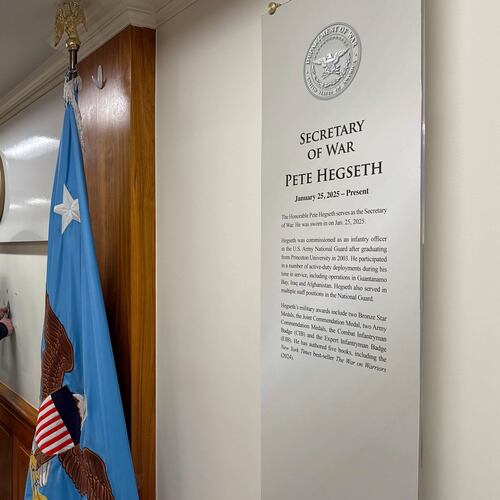 DEPARTMENT OF WAR
UNITED STATES OF AMERICA
SECRETARY
OF WAR
PETE HEGSETH
January 25, 2025 – Present
The Honorable Pete Hegseth serves as the Secretary
of War. He was sworn in on Jan. 25, 2025.
Hegseth was commissioned as an infantry officer
in the U.S. Army National Guard after graduating
from Princeton University in 2003. He participated
in a number of active-duty deployments during his
time in service, including operations in Guantanamo
Bay, Iraq and Afghanistan. Hegseth also served in
multiple staff positions in the National Guard.
Hegseth's military awards include two Bronze Star
Medals, the Joint Commendation Medal, two Army
Commendation Medals, the Combat Infantryman
Badge (CIB) and the Expert Infantryman Badge
(EIB). He has authored five books, including the
New York Times best-seller The War on Warriors
(2024).